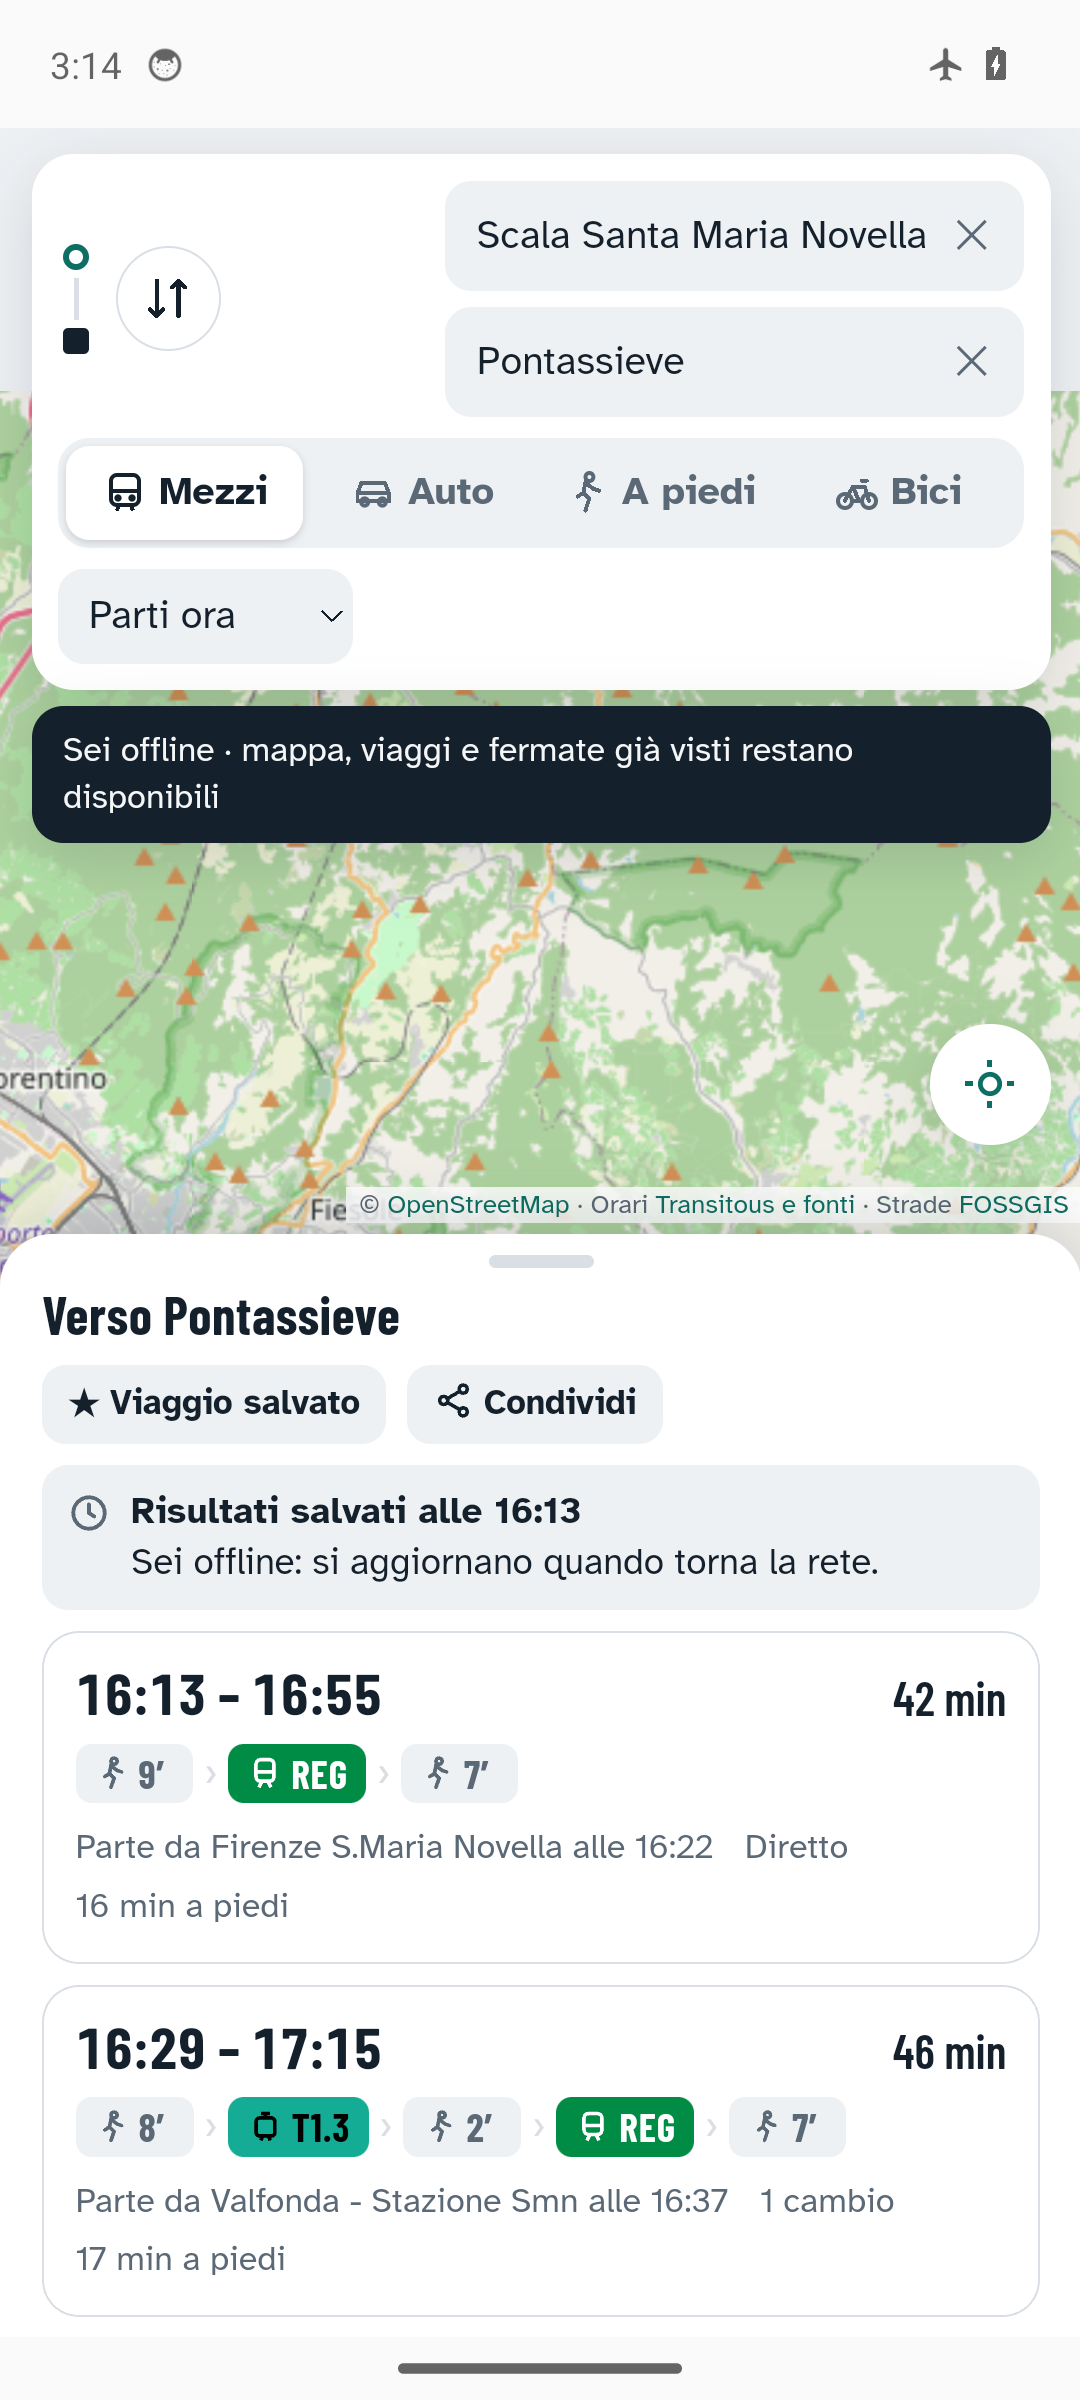 3:14
Scala Santa Maria Novella
Pontassieve
Mezzi
Auto
A piedi
Bici
Parti ora
Sei offline · mappa, viaggi e fermate già visti restano
disponibili
© OpenStreetMap · Orari Transitous e fonti · Strade FOSSGIS
Verso Pontassieve
★ Viaggio salvato
Condividi
Risultati salvati alle 16:13
Sei offline: si aggiornano quando torna la rete.
16:13 – 16:55
42 min
9′ › REG › 7′
Parte da Firenze S.Maria Novella alle 16:22 Diretto
16 min a piedi
16:29 – 17:15
46 min
8′ › T1.3 › 2′ › REG › 7′
Parte da Valfonda - Stazione Smn alle 16:37 1 cambio
17 min a piedi